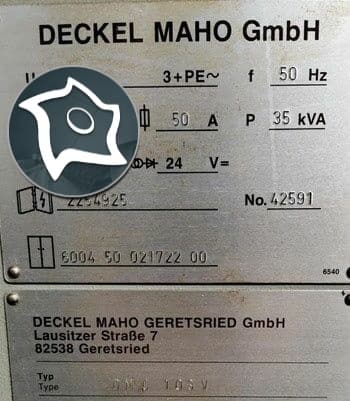 DECKEL MAHO GmbH
3+PE~ f 50 Hz
50 A P 35 kVA
24 V=
2254925 No. 42591
6004 50 021722 00
6540
DECKEL MAHO GERETSRIED GmbH
Lausitzer Straße 7
82538 Geretsried
Typ
Type